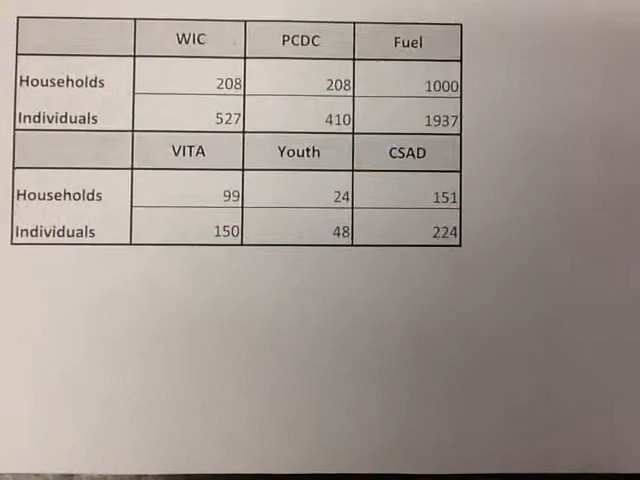 WIC PCDC Fuel
Households 208 208 1000
Individuals 527 410 1937
VITA Youth CSAD
Households 99 24 151
Individuals 150 48 224